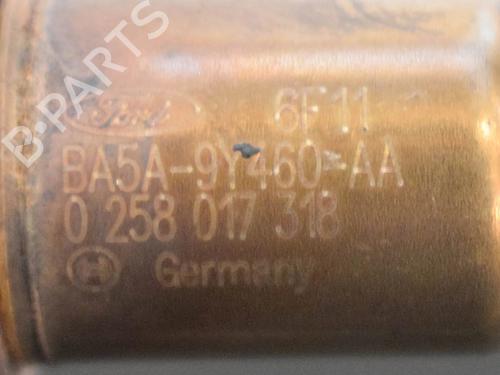 B-PARTS
Ford 6F11
BA5A-9Y460-AA
0 258 017 318
Germany